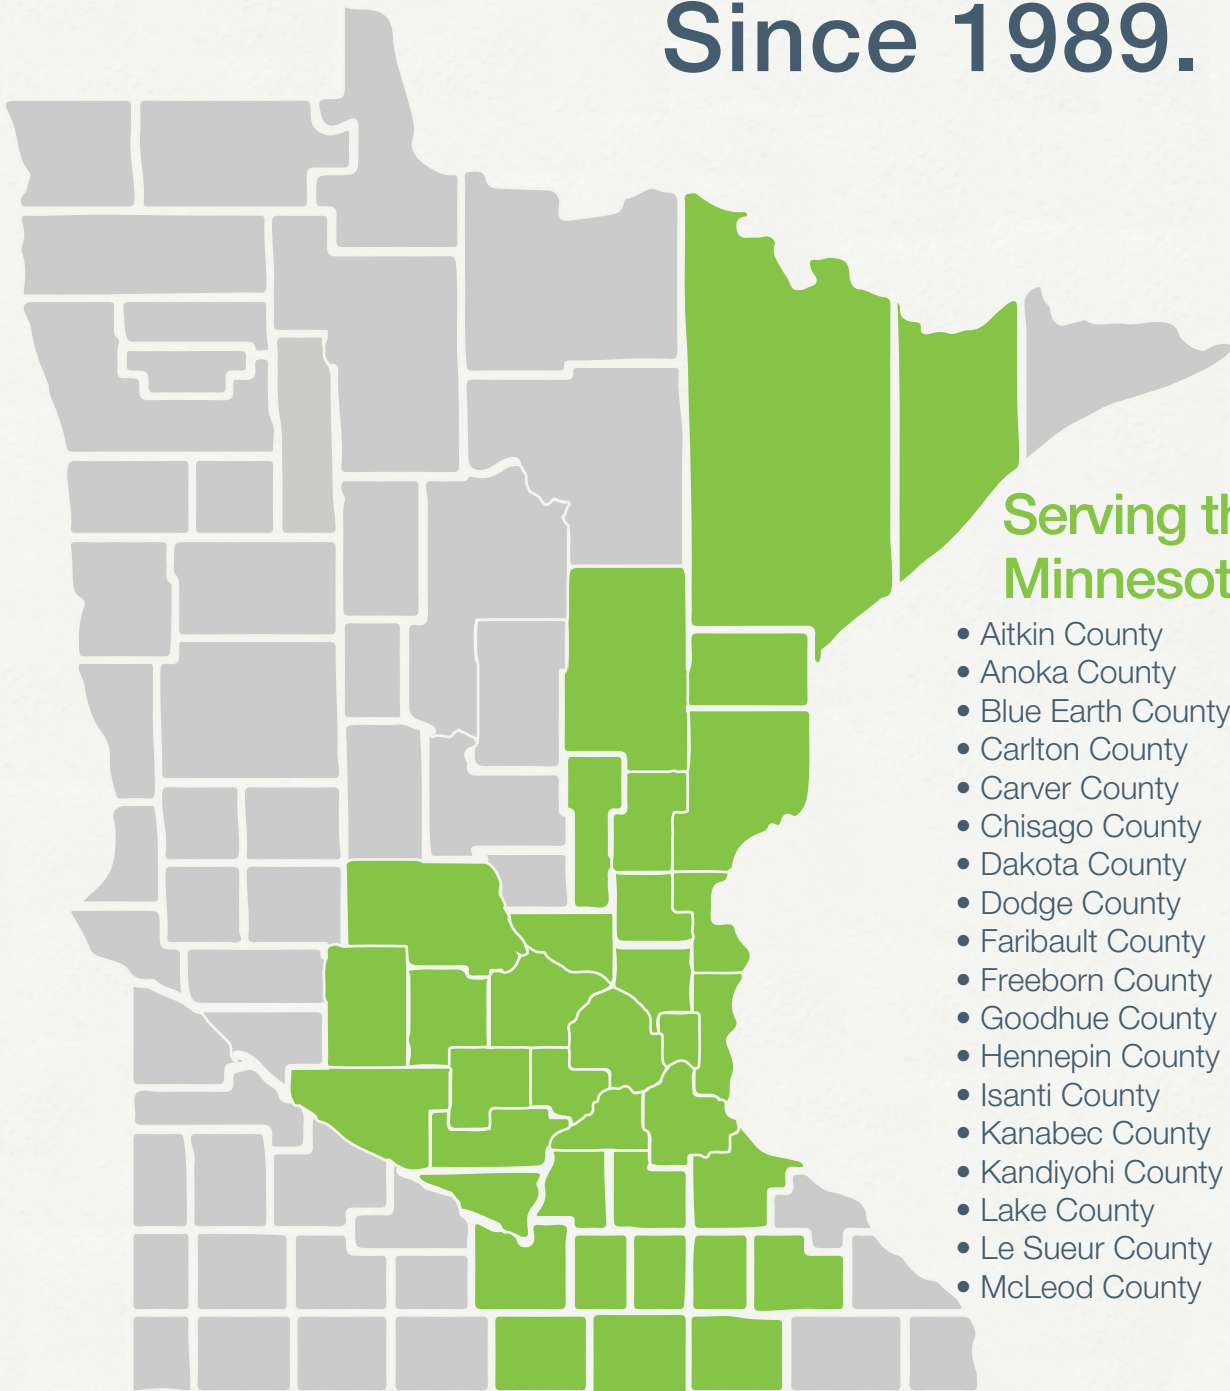 Since 1989.
Serving th
Minnesot
• Aitkin County
• Anoka County
• Blue Earth County
• Carlton County
• Carver County
• Chisago County
• Dakota County
• Dodge County
• Faribault County
• Freeborn County
• Goodhue County
• Hennepin County
• Isanti County
• Kanabec County
• Kandiyohi County
• Lake County
• Le Sueur County
• McLeod County